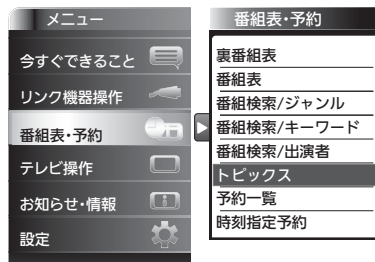 メニュー
今すぐできること
リンク機器操作
番組表・予約
テレビ操作
お知らせ・情報
設定
番組表・予約
裏番組表
番組表
番組検索/ジャンル
番組検索/キーワード
番組検索/出演者
トピックス
予約一覧
時刻指定予約